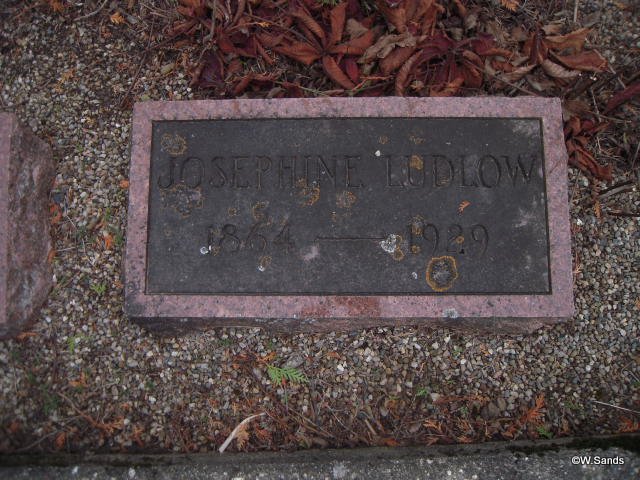 JOSEPHINE LUDLOW
1864 — 1929
©W.Sands